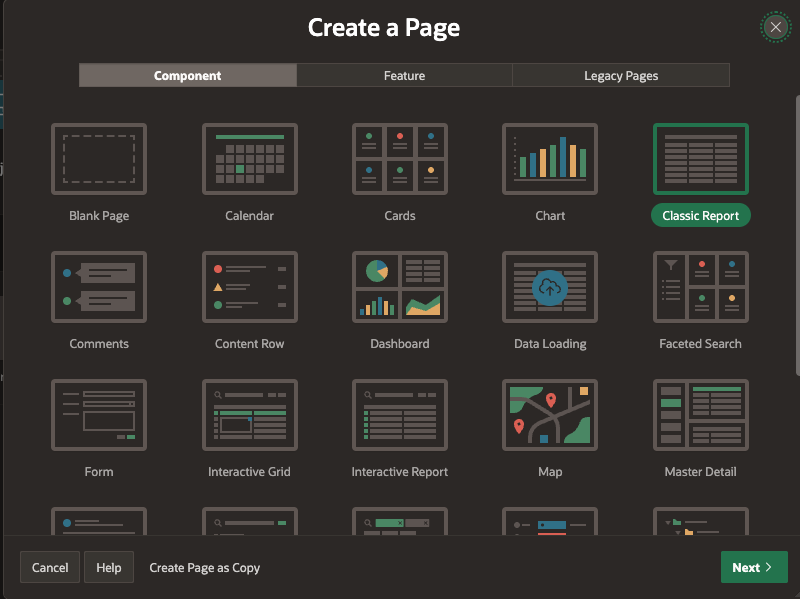 Create a Page
Component
Feature
Legacy Pages
Blank Page
Calendar
Cards
Chart
Classic Report
Comments
Content Row
Dashboard
Data Loading
Faceted Search
Form
Interactive Grid
Interactive Report
Map
Master Detail
Cancel
Help
Create Page as Copy
Next